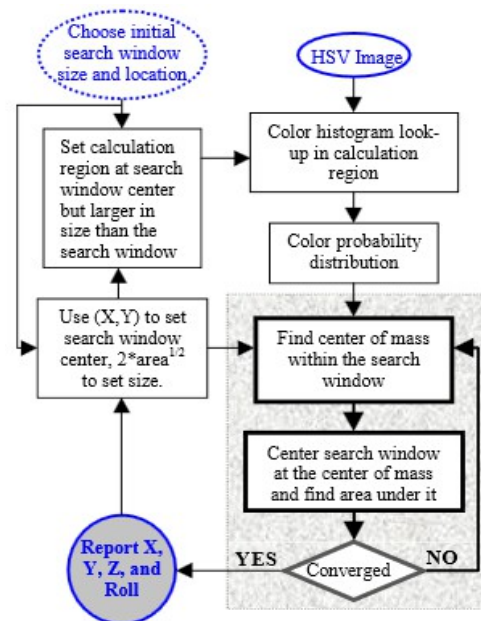 Choose initial
search window
size and location
HSV Image
Set calculation
region at search
window center
but larger in
size than the
search window
Color histogram look-
up in calculation
region
Color probability
distribution
Use (X,Y) to set
search window
center, 2*area^1/2
to set size.
Find center of mass
within the search
window
Center search window
at the center of mass
and find area under it
Report X,
Y, Z, and
Roll
YES
Converged
NO